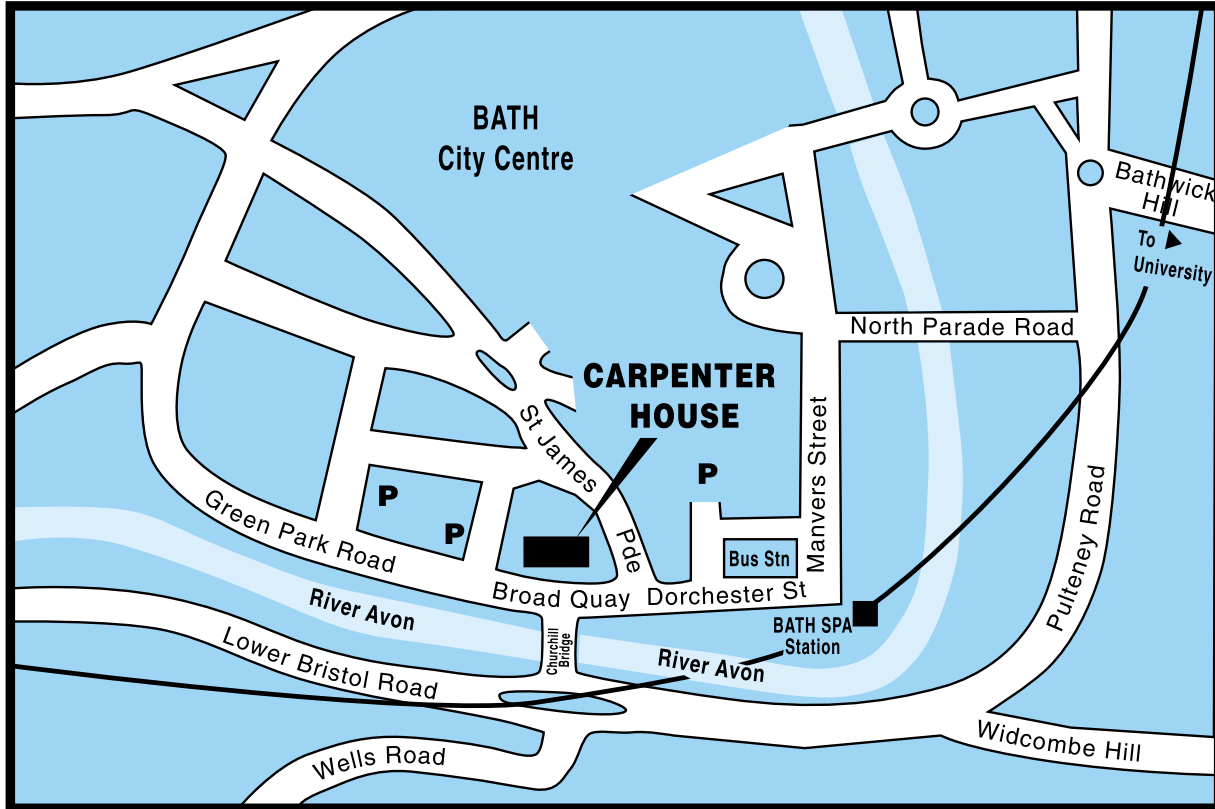 BATH
City Centre
Bathwick
Hill
To
University
North Parade Road
CARPENTER
HOUSE
St James
Pde
Manvers Street
P
P
P
Green Park Road
Bus Stn
Pulteney Road
Broad Quay
Dorchester St
River Avon
Churchill
Bridge
BATH SPA
Station
River Avon
Lower Bristol Road
Wells Road
Widcombe Hill